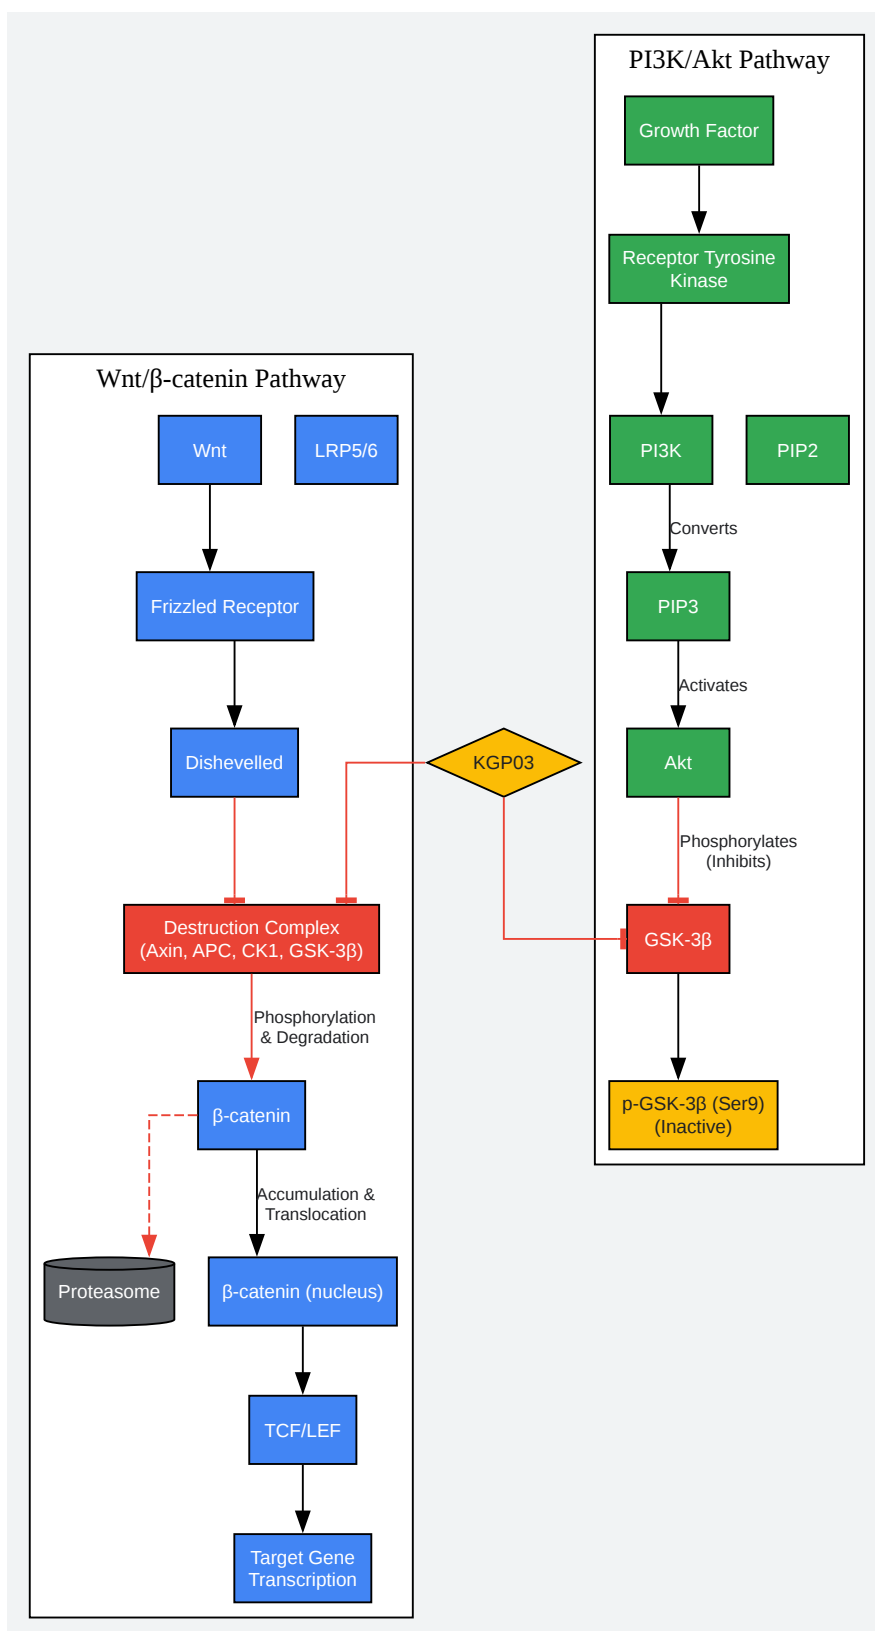 PI3K/Akt Pathway
Growth Factor
Receptor Tyrosine
Kinase
PI3K
PIP2
Converts
PIP3
Activates
Akt
Phosphorylates
(Inhibits)
GSK-3β
p-GSK-3β (Ser9)
(Inactive)
Wnt/β-catenin Pathway
Wnt
LRP5/6
Frizzled Receptor
Dishevelled
KGP03
Destruction Complex
(Axin, APC, CK1, GSK-3β)
Phosphorylation
& Degradation
β-catenin
Accumulation &
Translocation
Proteasome
β-catenin (nucleus)
TCF/LEF
Target Gene
Transcription